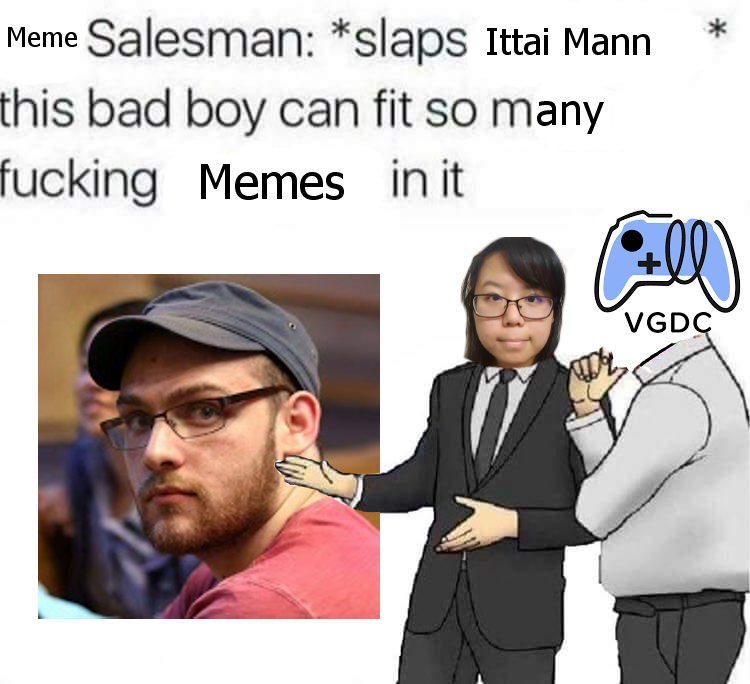 Meme Salesman: *slaps Ittai Mann *
this bad boy can fit so many
fucking Memes in it
VGDC